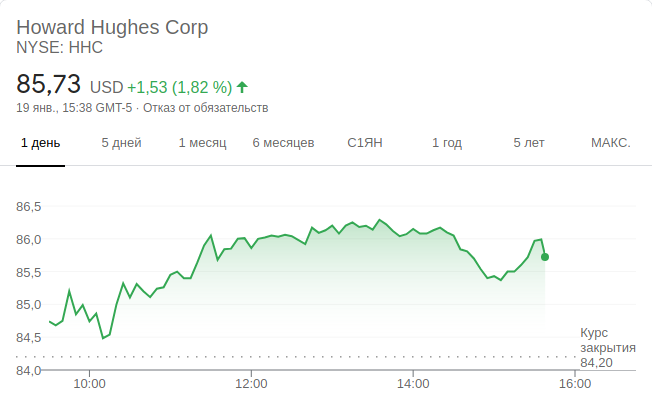 Howard Hughes Corp
NYSE: HHC
85,73 USD +1,53 (1,82 %)
19 янв., 15:38 GMT-5 · Отказ от обязательств
1 день 5 дней 1 месяц 6 месяцев С1ЯН 1 год 5 лет МАКС.
86,5
86,0
85,5
85,0
84,5
84,0
Курс
закрытия
84,20
10:00 12:00 14:00 16:00